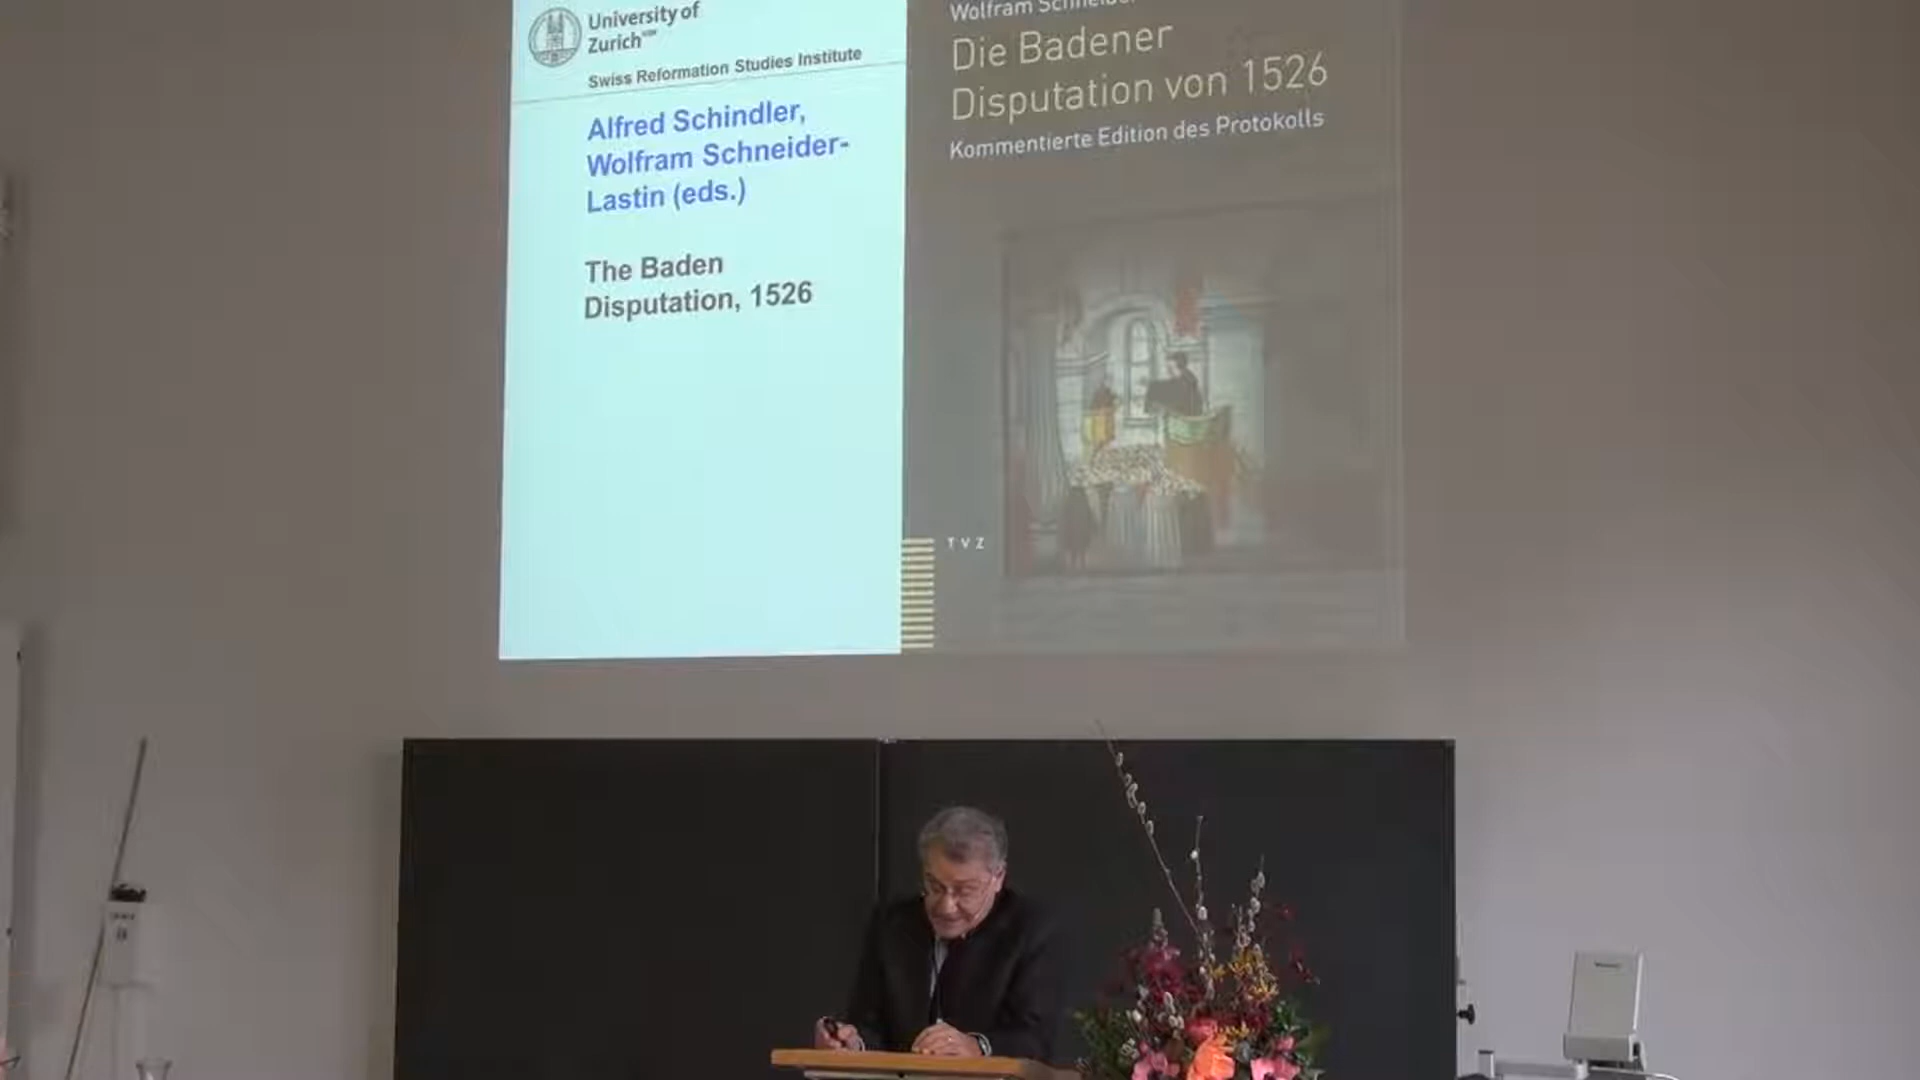 University of
Zurich
Swiss Reformation Studies Institute
Alfred Schindler,
Wolfram Schneider-
Lastin (eds.)
The Baden
Disputation, 1526
Wolfram
Die Badener
Disputation von 1526
Kommentierte Edition des Protokolls
TVZ